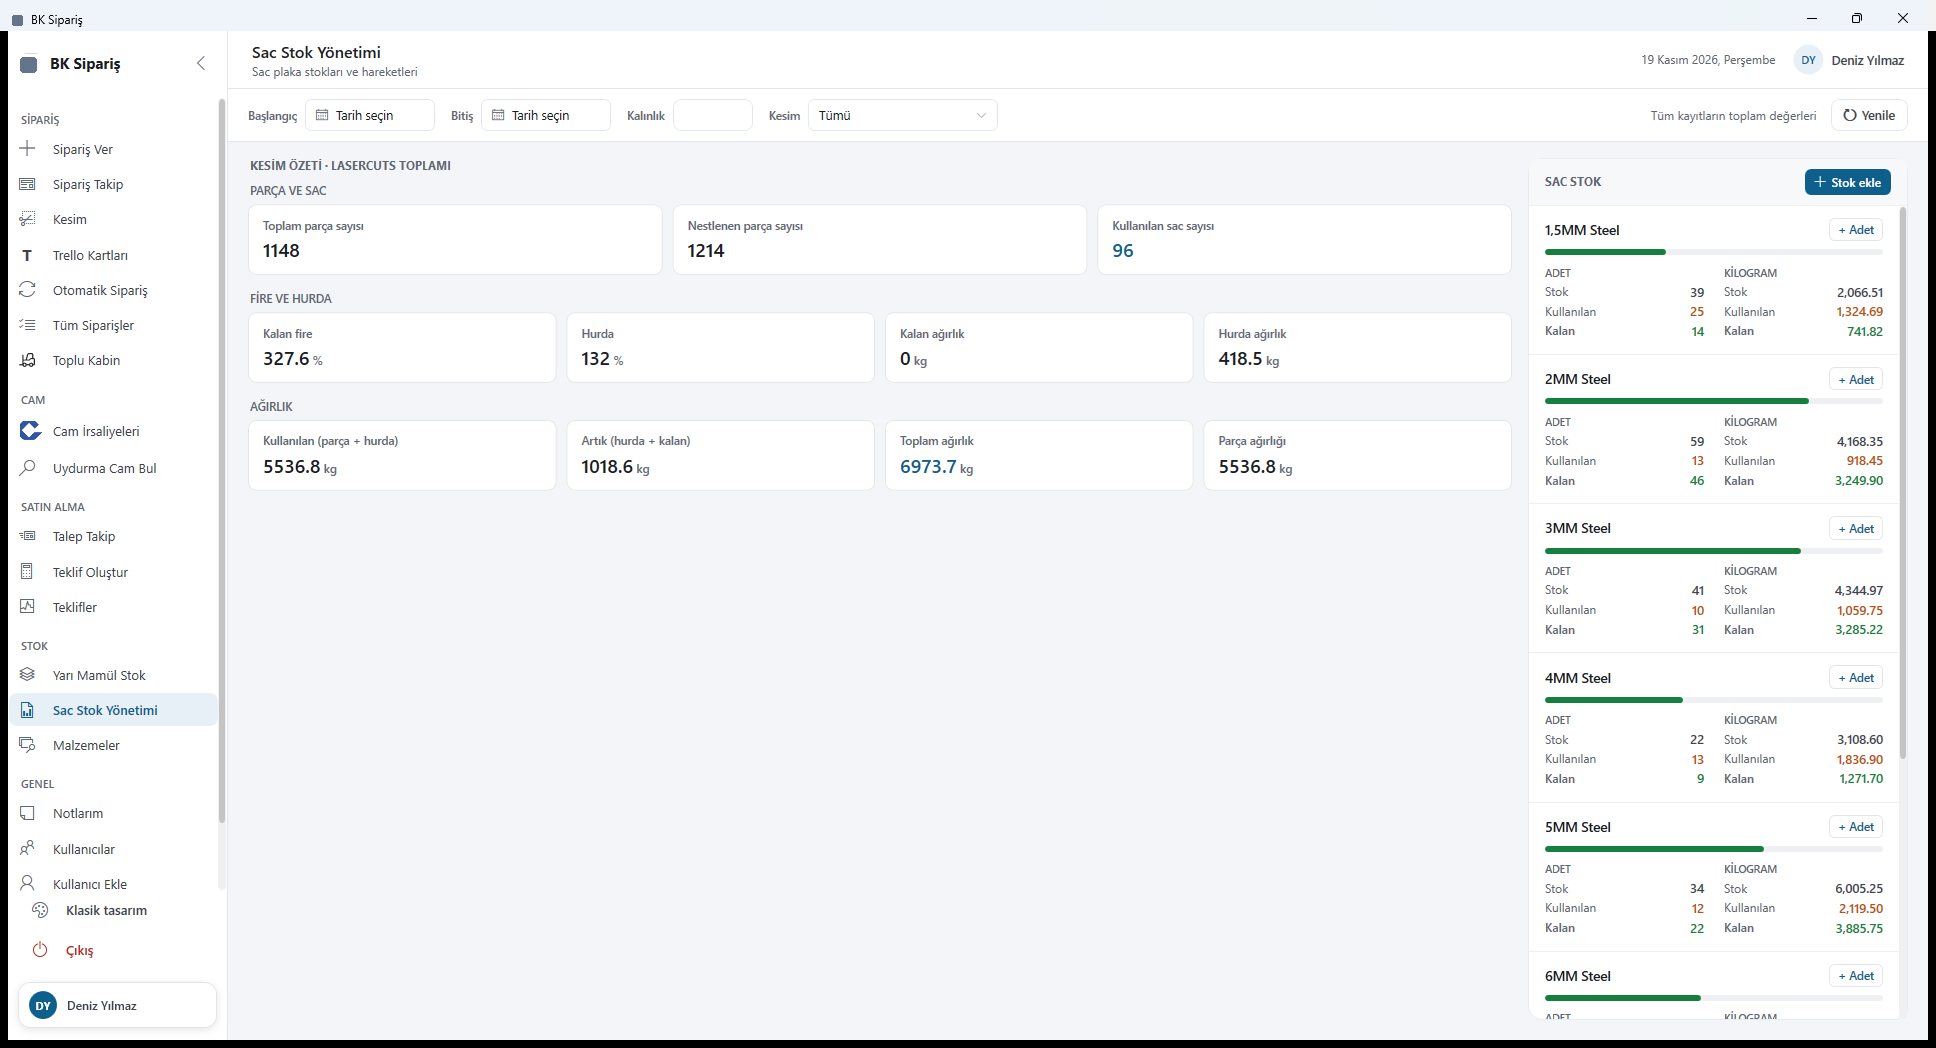 BK Sipariş
BK Sipariş
SİPARİŞ
Sipariş Ver
Sipariş Takip
Kesim
T Trello Kartları
Otomatik Sipariş
Tüm Siparişler
Toplu Kabin
CAM
Cam İrsaliyeleri
Uydurma Cam Bul
SATIN ALMA
Talep Takip
Teklif Oluştur
Teklifler
STOK
Yarı Mamül Stok
Sac Stok Yönetimi
Malzemeler
GENEL
Notlarım
Kullanıcılar
Kullanıcı Ekle
Klasik tasarım
Çıkış
DY Deniz Yılmaz
Sac Stok Yönetimi
Sac plaka stokları ve hareketleri
19 Kasım 2026, Perşembe DY Deniz Yılmaz
Başlangıç Tarih seçin Bitiş Tarih seçin Kalınlık Kesim Tümü Tüm kayıtların toplam değerleri Yenile
KESİM ÖZETİ · LASERCUTS TOPLAMI
PARÇA VE SAC
Toplam parça sayısı
1148
Nestlenen parça sayısı
1214
Kullanılan sac sayısı
96
FİRE VE HURDA
Kalan fire
327.6 %
Hurda
132 %
Kalan ağırlık
0 kg
Hurda ağırlık
418.5 kg
AĞIRLIK
Kullanılan (parça + hurda)
5536.8 kg
Artık (hurda + kalan)
1018.6 kg
Toplam ağırlık
6973.7 kg
Parça ağırlığı
5536.8 kg
SAC STOK + Stok ekle
1,5MM Steel + Adet
ADET KİLOGRAM
Stok 39 Stok 2,066.51
Kullanılan 25 Kullanılan 1,324.69
Kalan 14 Kalan 741.82
2MM Steel + Adet
ADET KİLOGRAM
Stok 59 Stok 4,168.35
Kullanılan 13 Kullanılan 918.45
Kalan 46 Kalan 3,249.90
3MM Steel + Adet
ADET KİLOGRAM
Stok 41 Stok 4,344.97
Kullanılan 10 Kullanılan 1,059.75
Kalan 31 Kalan 3,285.22
4MM Steel + Adet
ADET KİLOGRAM
Stok 22 Stok 3,108.60
Kullanılan 13 Kullanılan 1,836.90
Kalan 9 Kalan 1,271.70
5MM Steel + Adet
ADET KİLOGRAM
Stok 34 Stok 6,005.25
Kullanılan 12 Kullanılan 2,119.50
Kalan 22 Kalan 3,885.75
6MM Steel + Adet
ADET KİLOGRAM